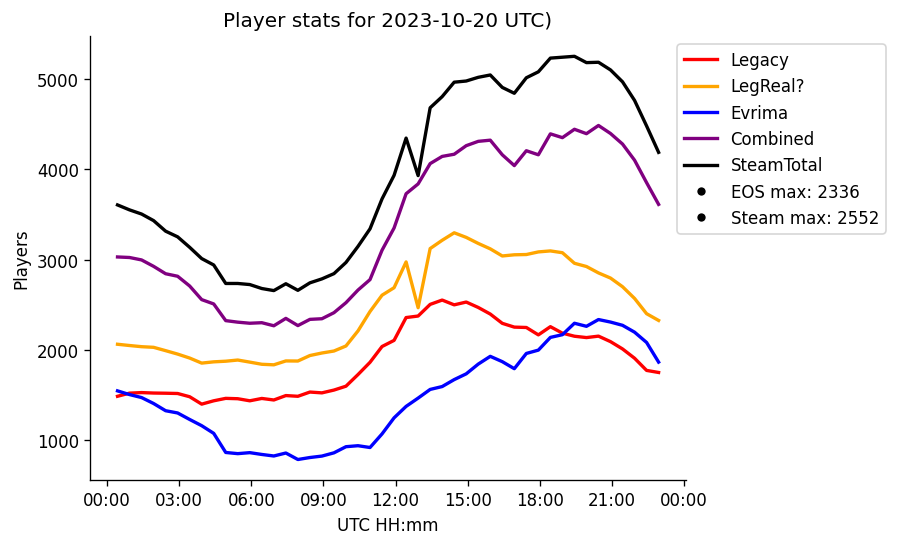 Player stats for 2023-10-20 UTC)
Legacy
LegReal?
Evrima
Combined
SteamTotal
EOS max: 2336
Steam max: 2552
Players
5000
4000
3000
2000
1000
00:00 03:00 06:00 09:00 12:00 15:00 18:00 21:00 00:00
UTC HH:mm